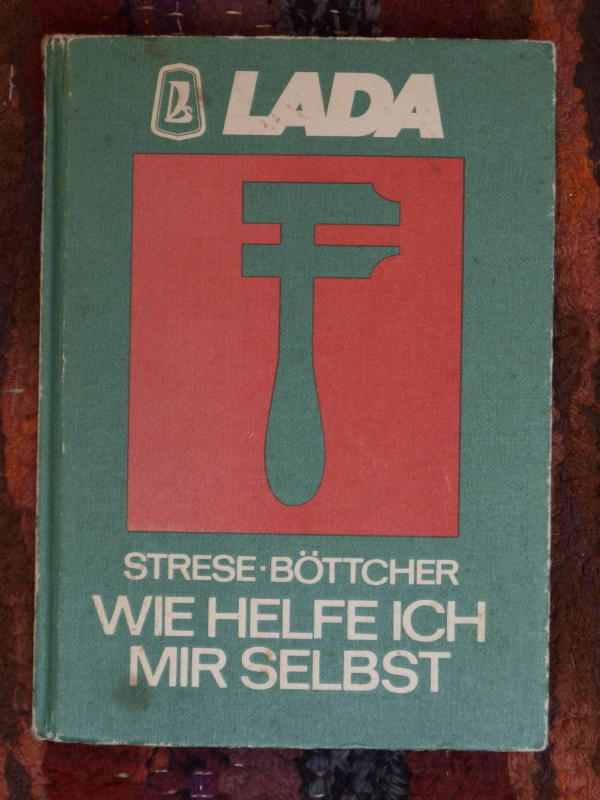 LADA
STRESE · BÖTTCHER
WIE HELFE ICH
MIR SELBST